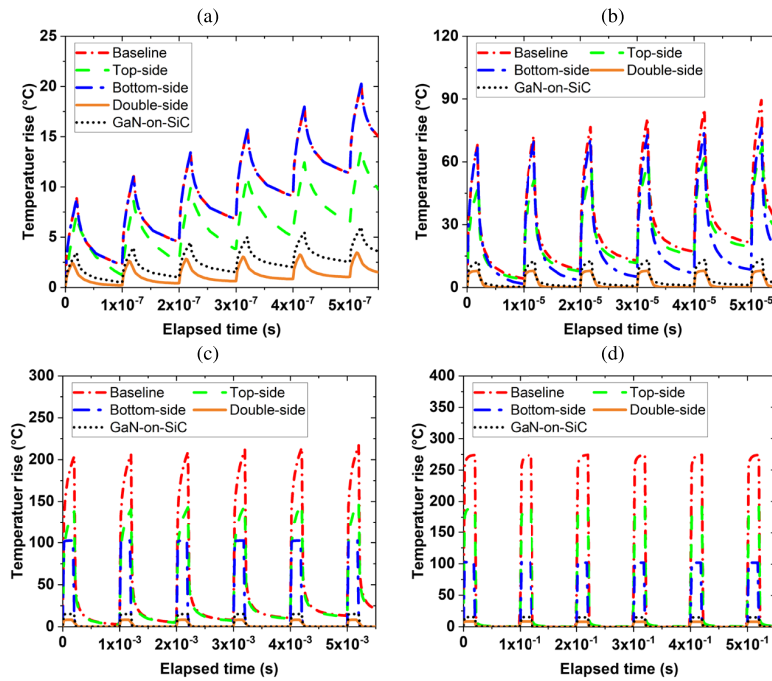 (a)
25
20
15
10
5
0
Temperatuer rise (°C)
Baseline
Top-side
Bottom-side
Double-side
GaN-on-SiC
0 1x10⁻⁷ 2x10⁻⁷ 3x10⁻⁷ 4x10⁻⁷ 5x10⁻⁷
Elapsed time (s)
(b)
120
90
60
30
0
Temperatuer rise (°C)
Baseline Top-side
Bottom-side Double-side
GaN-on-SiC
0 1x10⁻⁵ 2x10⁻⁵ 3x10⁻⁵ 4x10⁻⁵ 5x10⁻⁵
Elapsed time (s)
(c)
300
250
200
150
100
50
0
Temperatuer rise (°C)
Baseline Top-side
Bottom-side Double-side
GaN-on-SiC
0 1x10⁻³ 2x10⁻³ 3x10⁻³ 4x10⁻³ 5x10⁻³
Elapsed time (s)
(d)
400
350
300
250
200
150
100
50
0
Temperatuer rise (°C)
Baseline Top-side
Bottom-side Double-side
GaN-on-SiC
0 1x10⁻¹ 2x10⁻¹ 3x10⁻¹ 4x10⁻¹ 5x10⁻¹
Elapsed time (s)